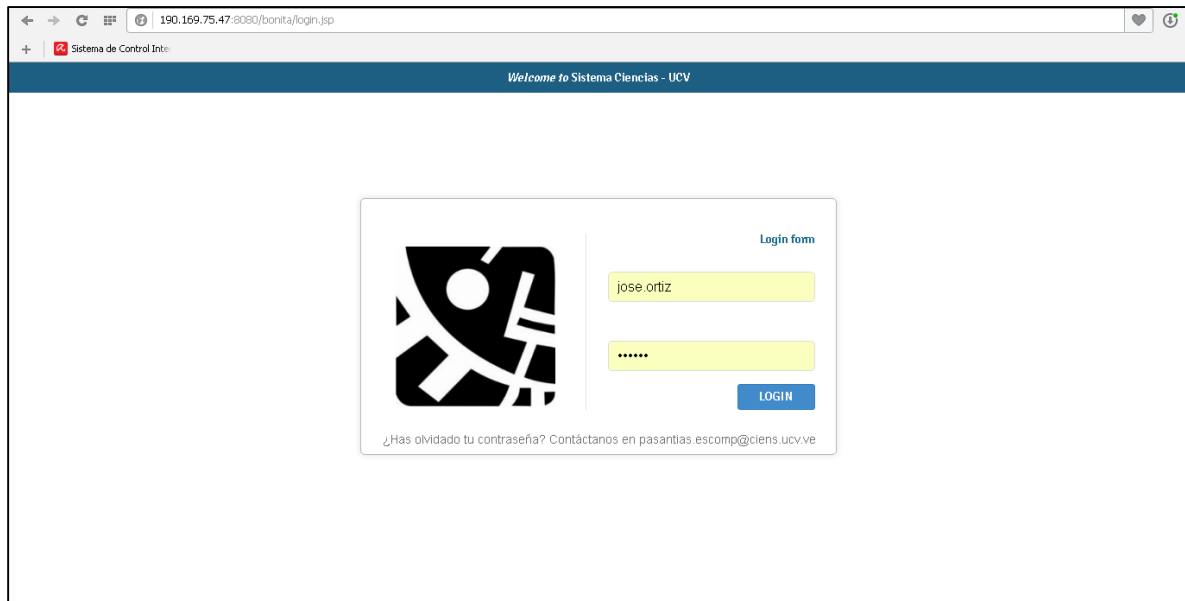 190.169.75.47:8080/bonita/login.jsp
Sistema de Control Inte
Welcome to Sistema Ciencias - UCV
Login form
jose.ortiz
••••••
LOGIN
¿Has olvidado tu contraseña? Contáctanos en pasantias.escomp@ciens.ucv.ve